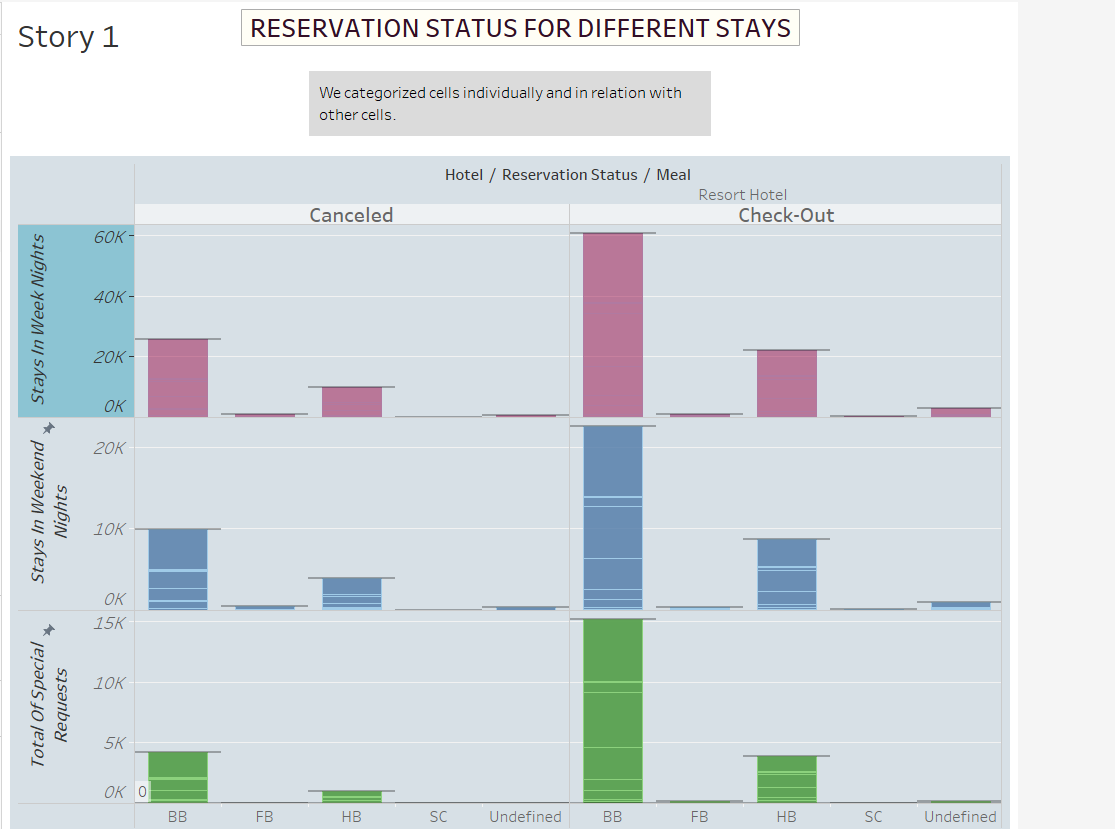 Story 1
RESERVATION STATUS FOR DIFFERENT STAYS
We categorized cells individually and in relation with
other cells.
Hotel / Reservation Status / Meal
Resort Hotel
Canceled
Check-Out
Stays In Week Nights
60K
40K
20K
0K
Stays In Weekend
Nights
20K
10K
0K
Total Of Special
Requests
15K
10K
5K
0K
0
BB FB HB SC Undefined BB FB HB SC Undefined